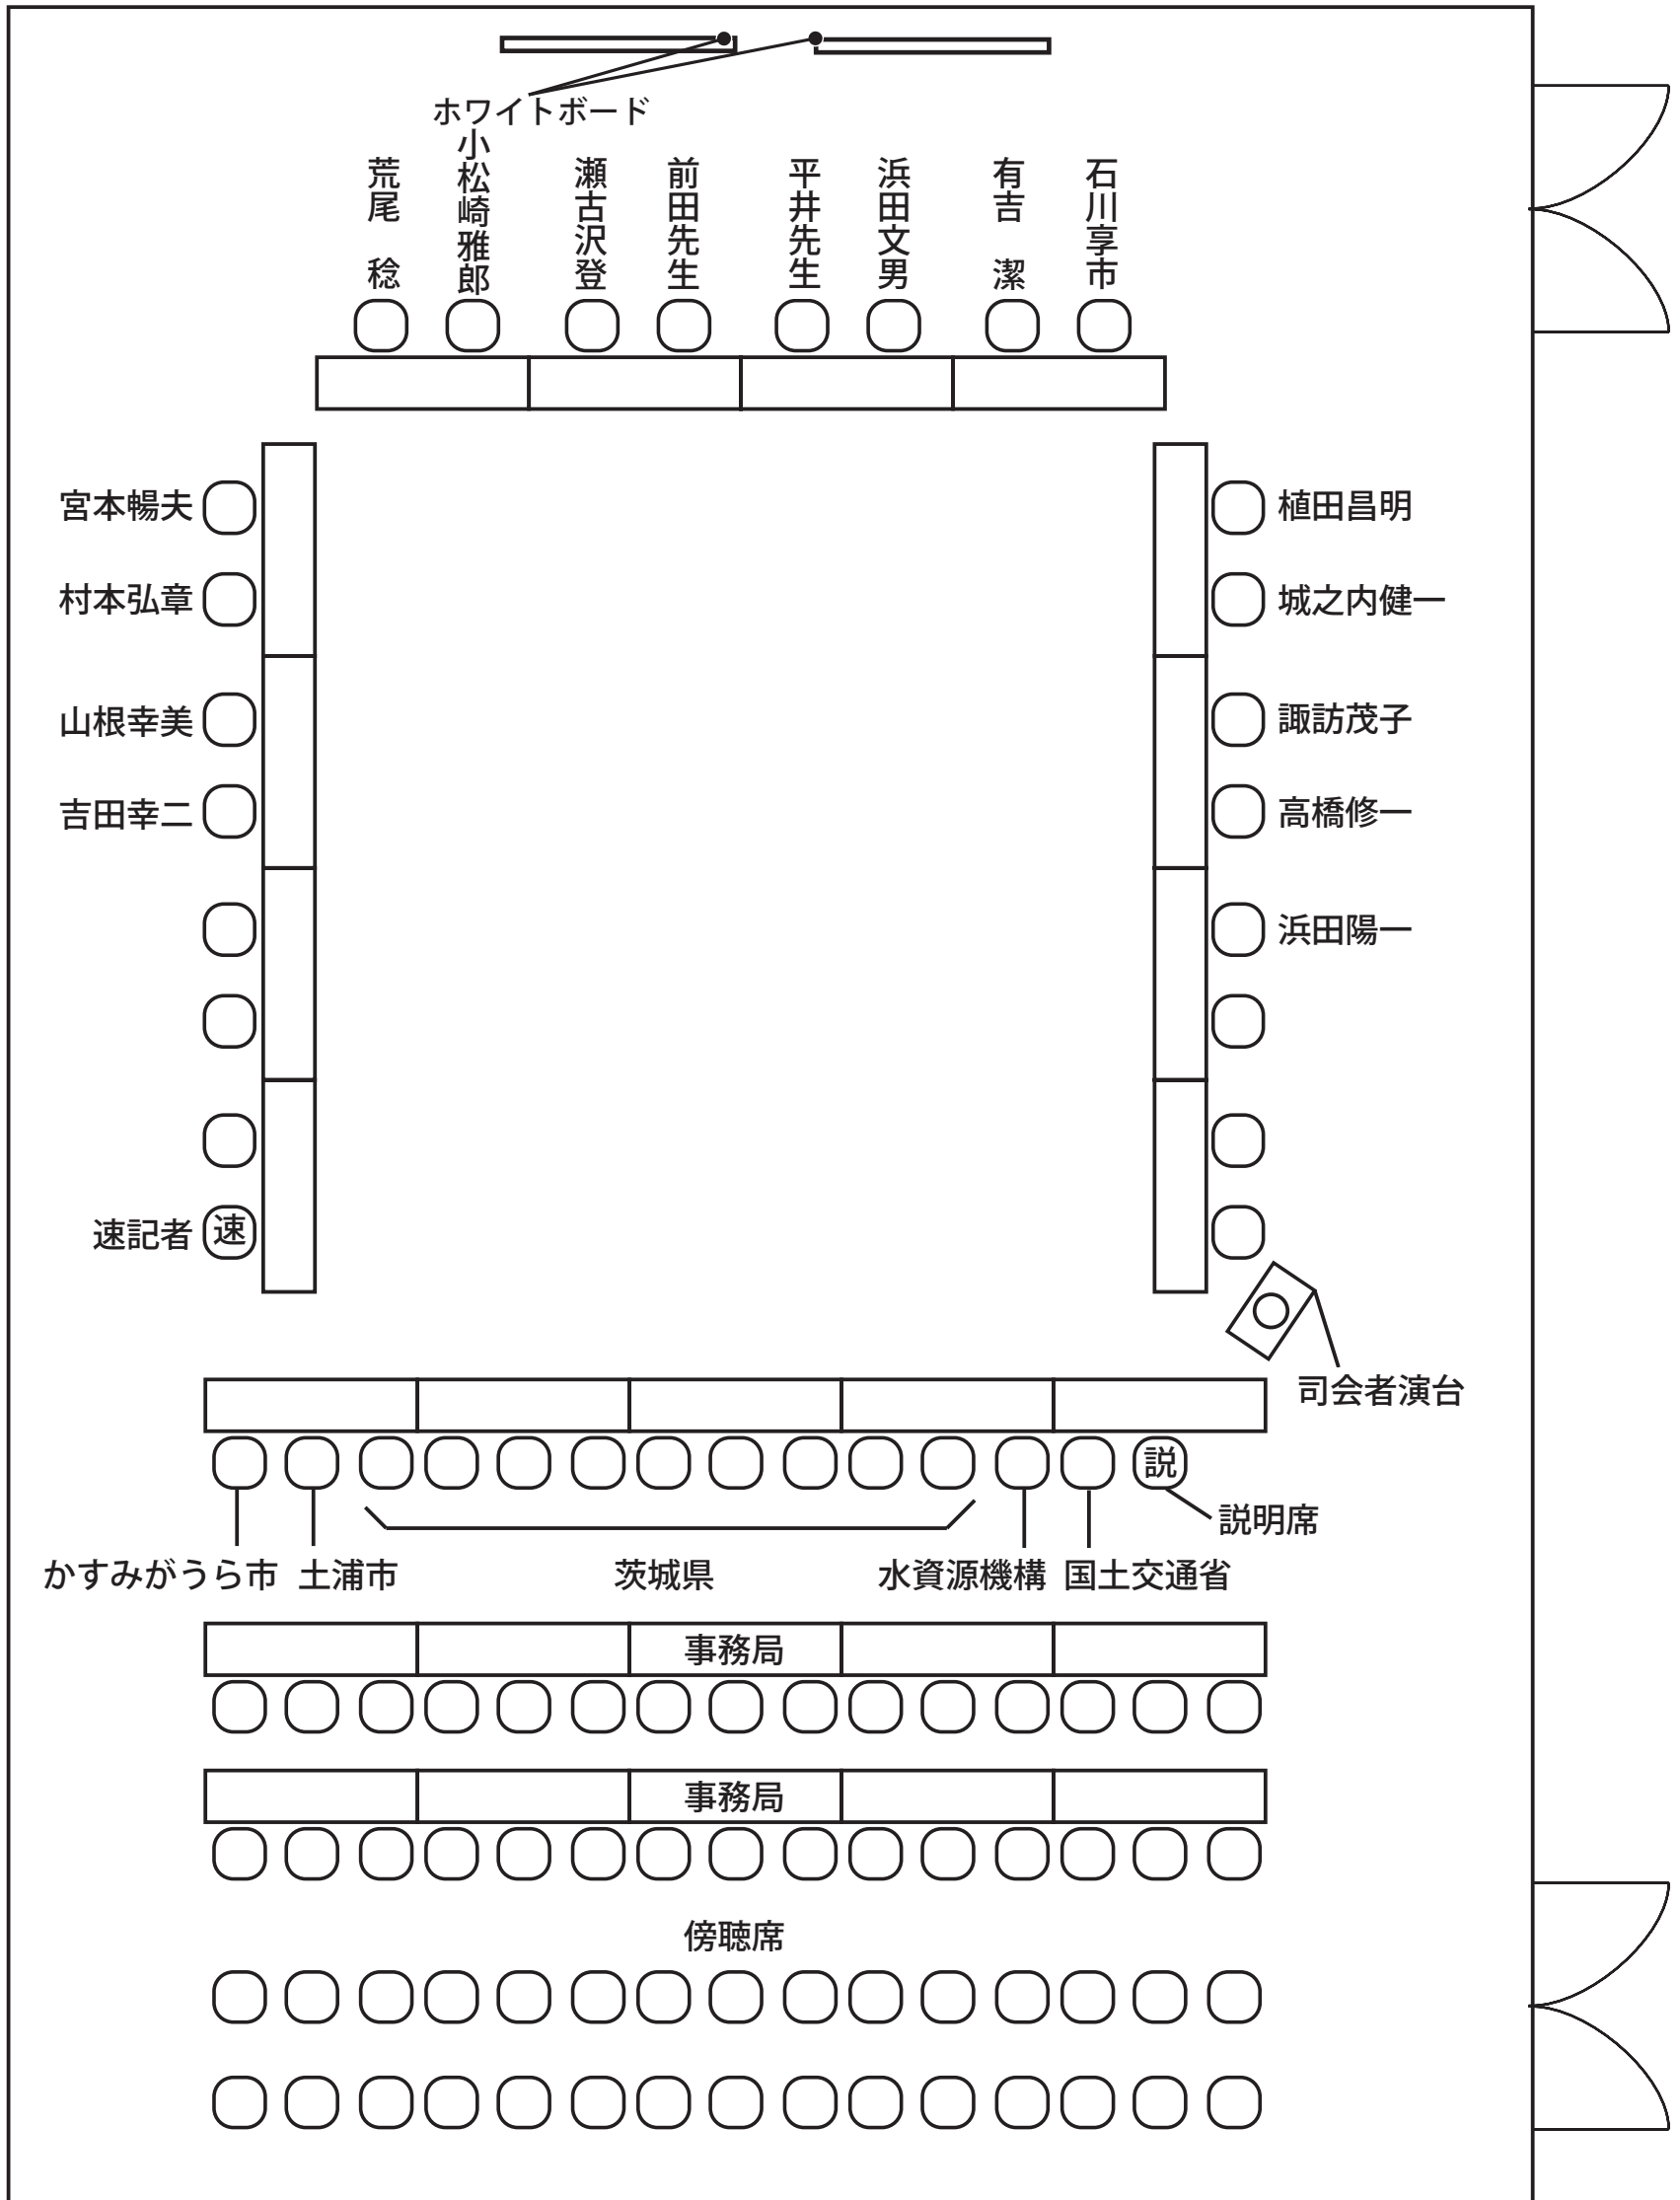 ホワイトボード
荒尾　稔
小松崎雅郎
瀬古沢登
前田先生
平井先生
浜田文男
有吉　潔
石川享市
宮本暢夫
村本弘章
山根幸美
吉田幸二
速記者
速
植田昌明
城之内健一
諏訪茂子
高橋修一
浜田陽一
司会者演台
説
説明席
かすみがうら市
土浦市
茨城県
水資源機構
国土交通省
事務局
事務局
傍聴席